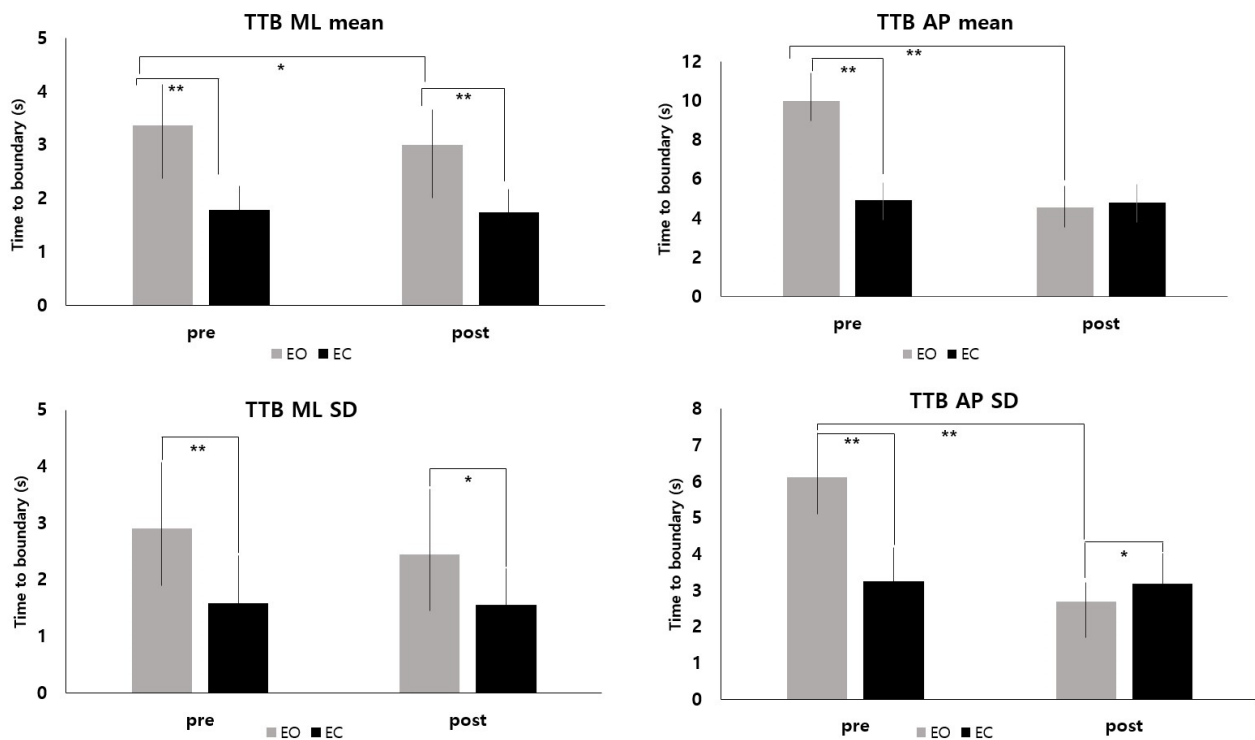 TTB ML mean
Time to boundary (s)
5
4
3
2
1
0
*
**
**
pre
post
EO EC
TTB AP mean
Time to boundary (s)
12
10
8
6
4
2
0
**
**
pre
post
EO EC
TTB ML SD
Time to boundary (s)
5
4
3
2
1
0
**
*
pre
post
EO EC
TTB AP SD
Time to boundary (s)
8
7
6
5
4
3
2
1
0
**
**
*
pre
post
EO EC